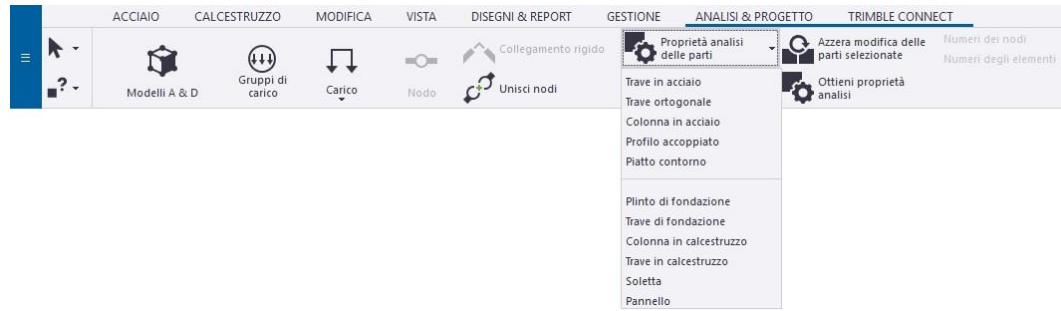 ACCIAIO CALCESTRUZZO MODIFICA VISTA DISEGNI & REPORT GESTIONE ANALISI & PROGETTO TRIMBLE CONNECT
Modelli A & D
Gruppi di
carico
Carico
Nodo
Collegamento rigido
Unisci nodi
Proprietà analisi
delle parti
Trave in acciaio
Trave ortogonale
Colonna in acciaio
Profilo accoppiato
Piatto contorno
Plinto di fondazione
Trave di fondazione
Colonna in calcestruzzo
Trave in calcestruzzo
Soletta
Pannello
Azzera modifica delle
parti selezionate
Ottieni proprietà
analisi
Numeri dei nodi
Numeri degli elementi